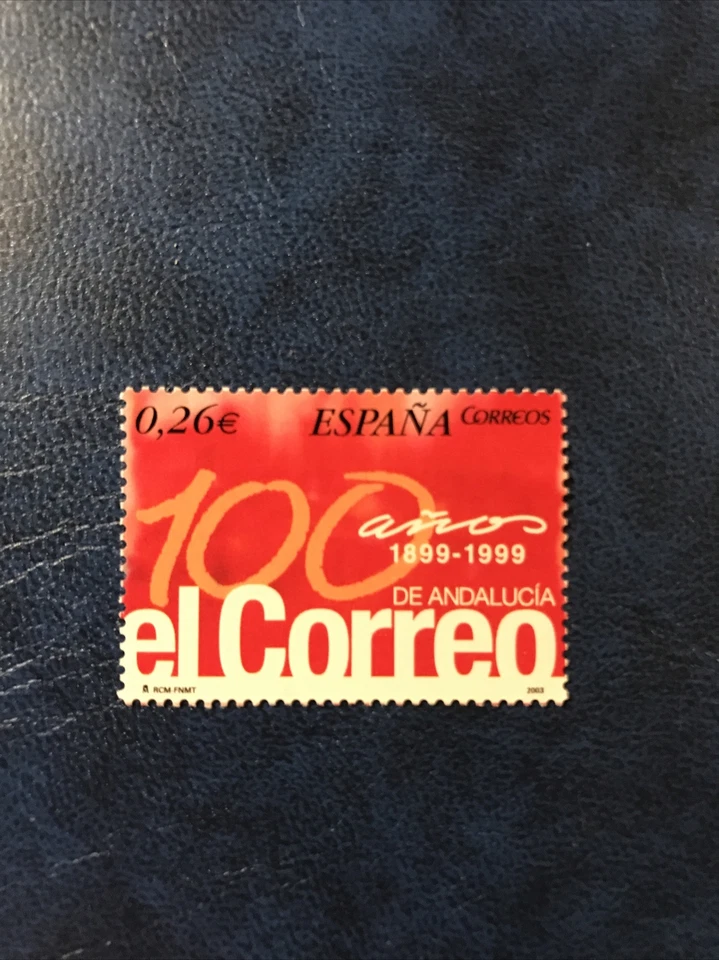 0,26€ ESPAÑA CORREOS
100 años
1899-1999
DE ANDALUCÍA
el Correo
RCM-FNMT 2003